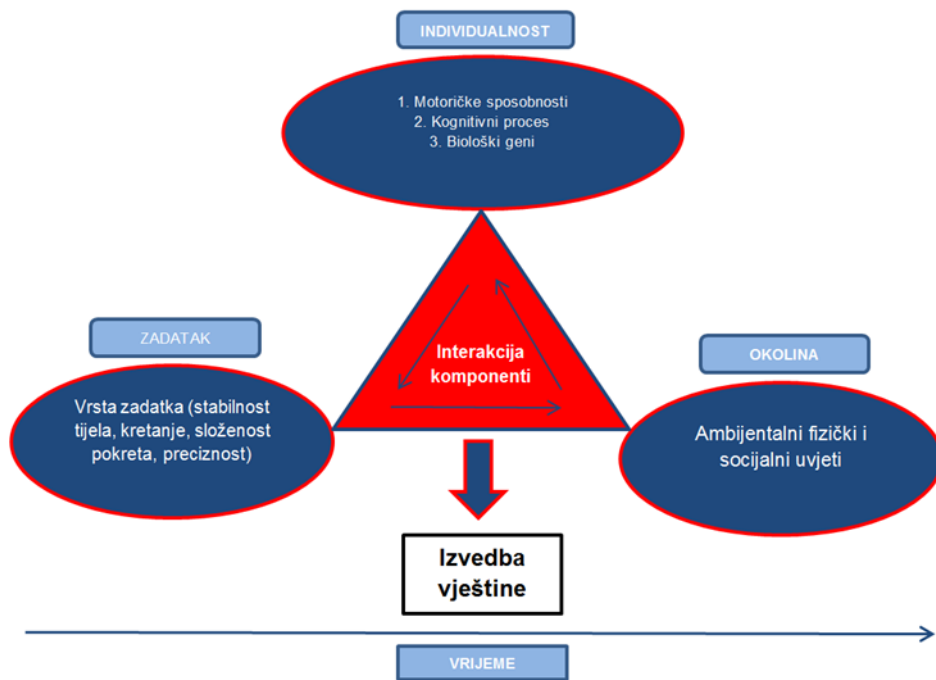 INDIVIDUALNOST
1. Motoričke sposobnosti
2. Kognitivni proces
3. Biološki geni
ZADATAK
Vrsta zadatka (stabilnost
tijela, kretanje, složenost
pokreta, preciznost)
Interakcija
komponenti
OKOLINA
Ambijentalni fizički i
socijalni uvjeti
Izvedba
vještine
VRIJEME